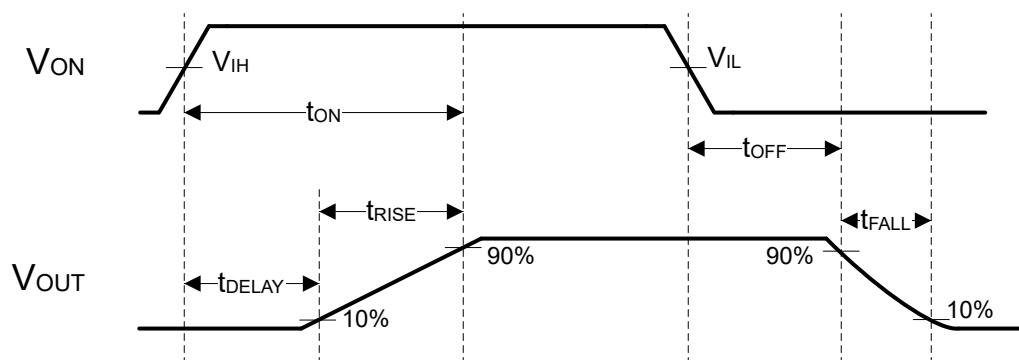 VON
VIH
VIL
tON
tOFF
tRISE
tFALL
VOUT
tDELAY
10%
90%
90%
10%